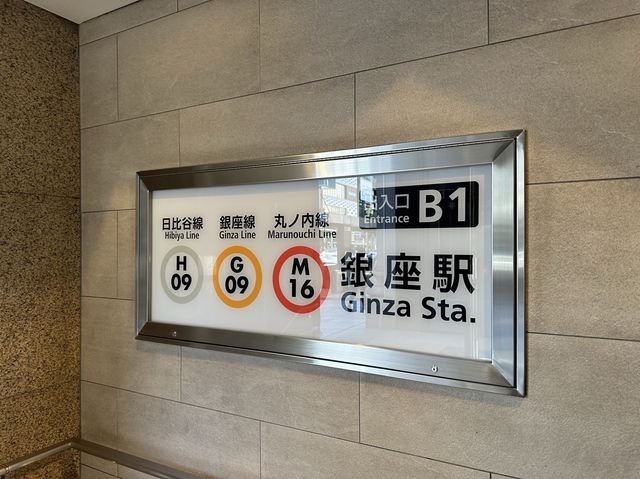 日比谷線
Hibiya Line
H
09
銀座線
Ginza Line
G
09
丸ノ内線
Marunouchi Line
M
16
出入口
Entrance
B1
銀座駅
Ginza Sta.